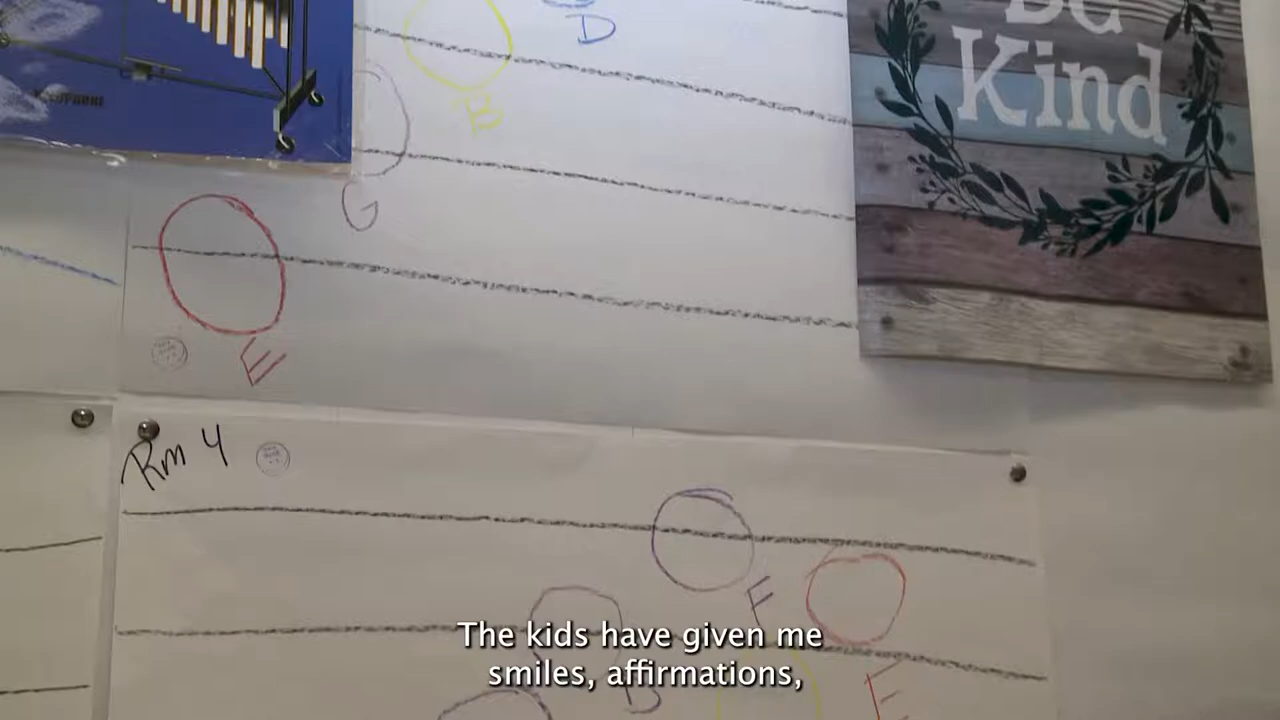 D
Be
Kind
B
G
E
Rm 4
F
The kids have given me
smiles, affirmations,